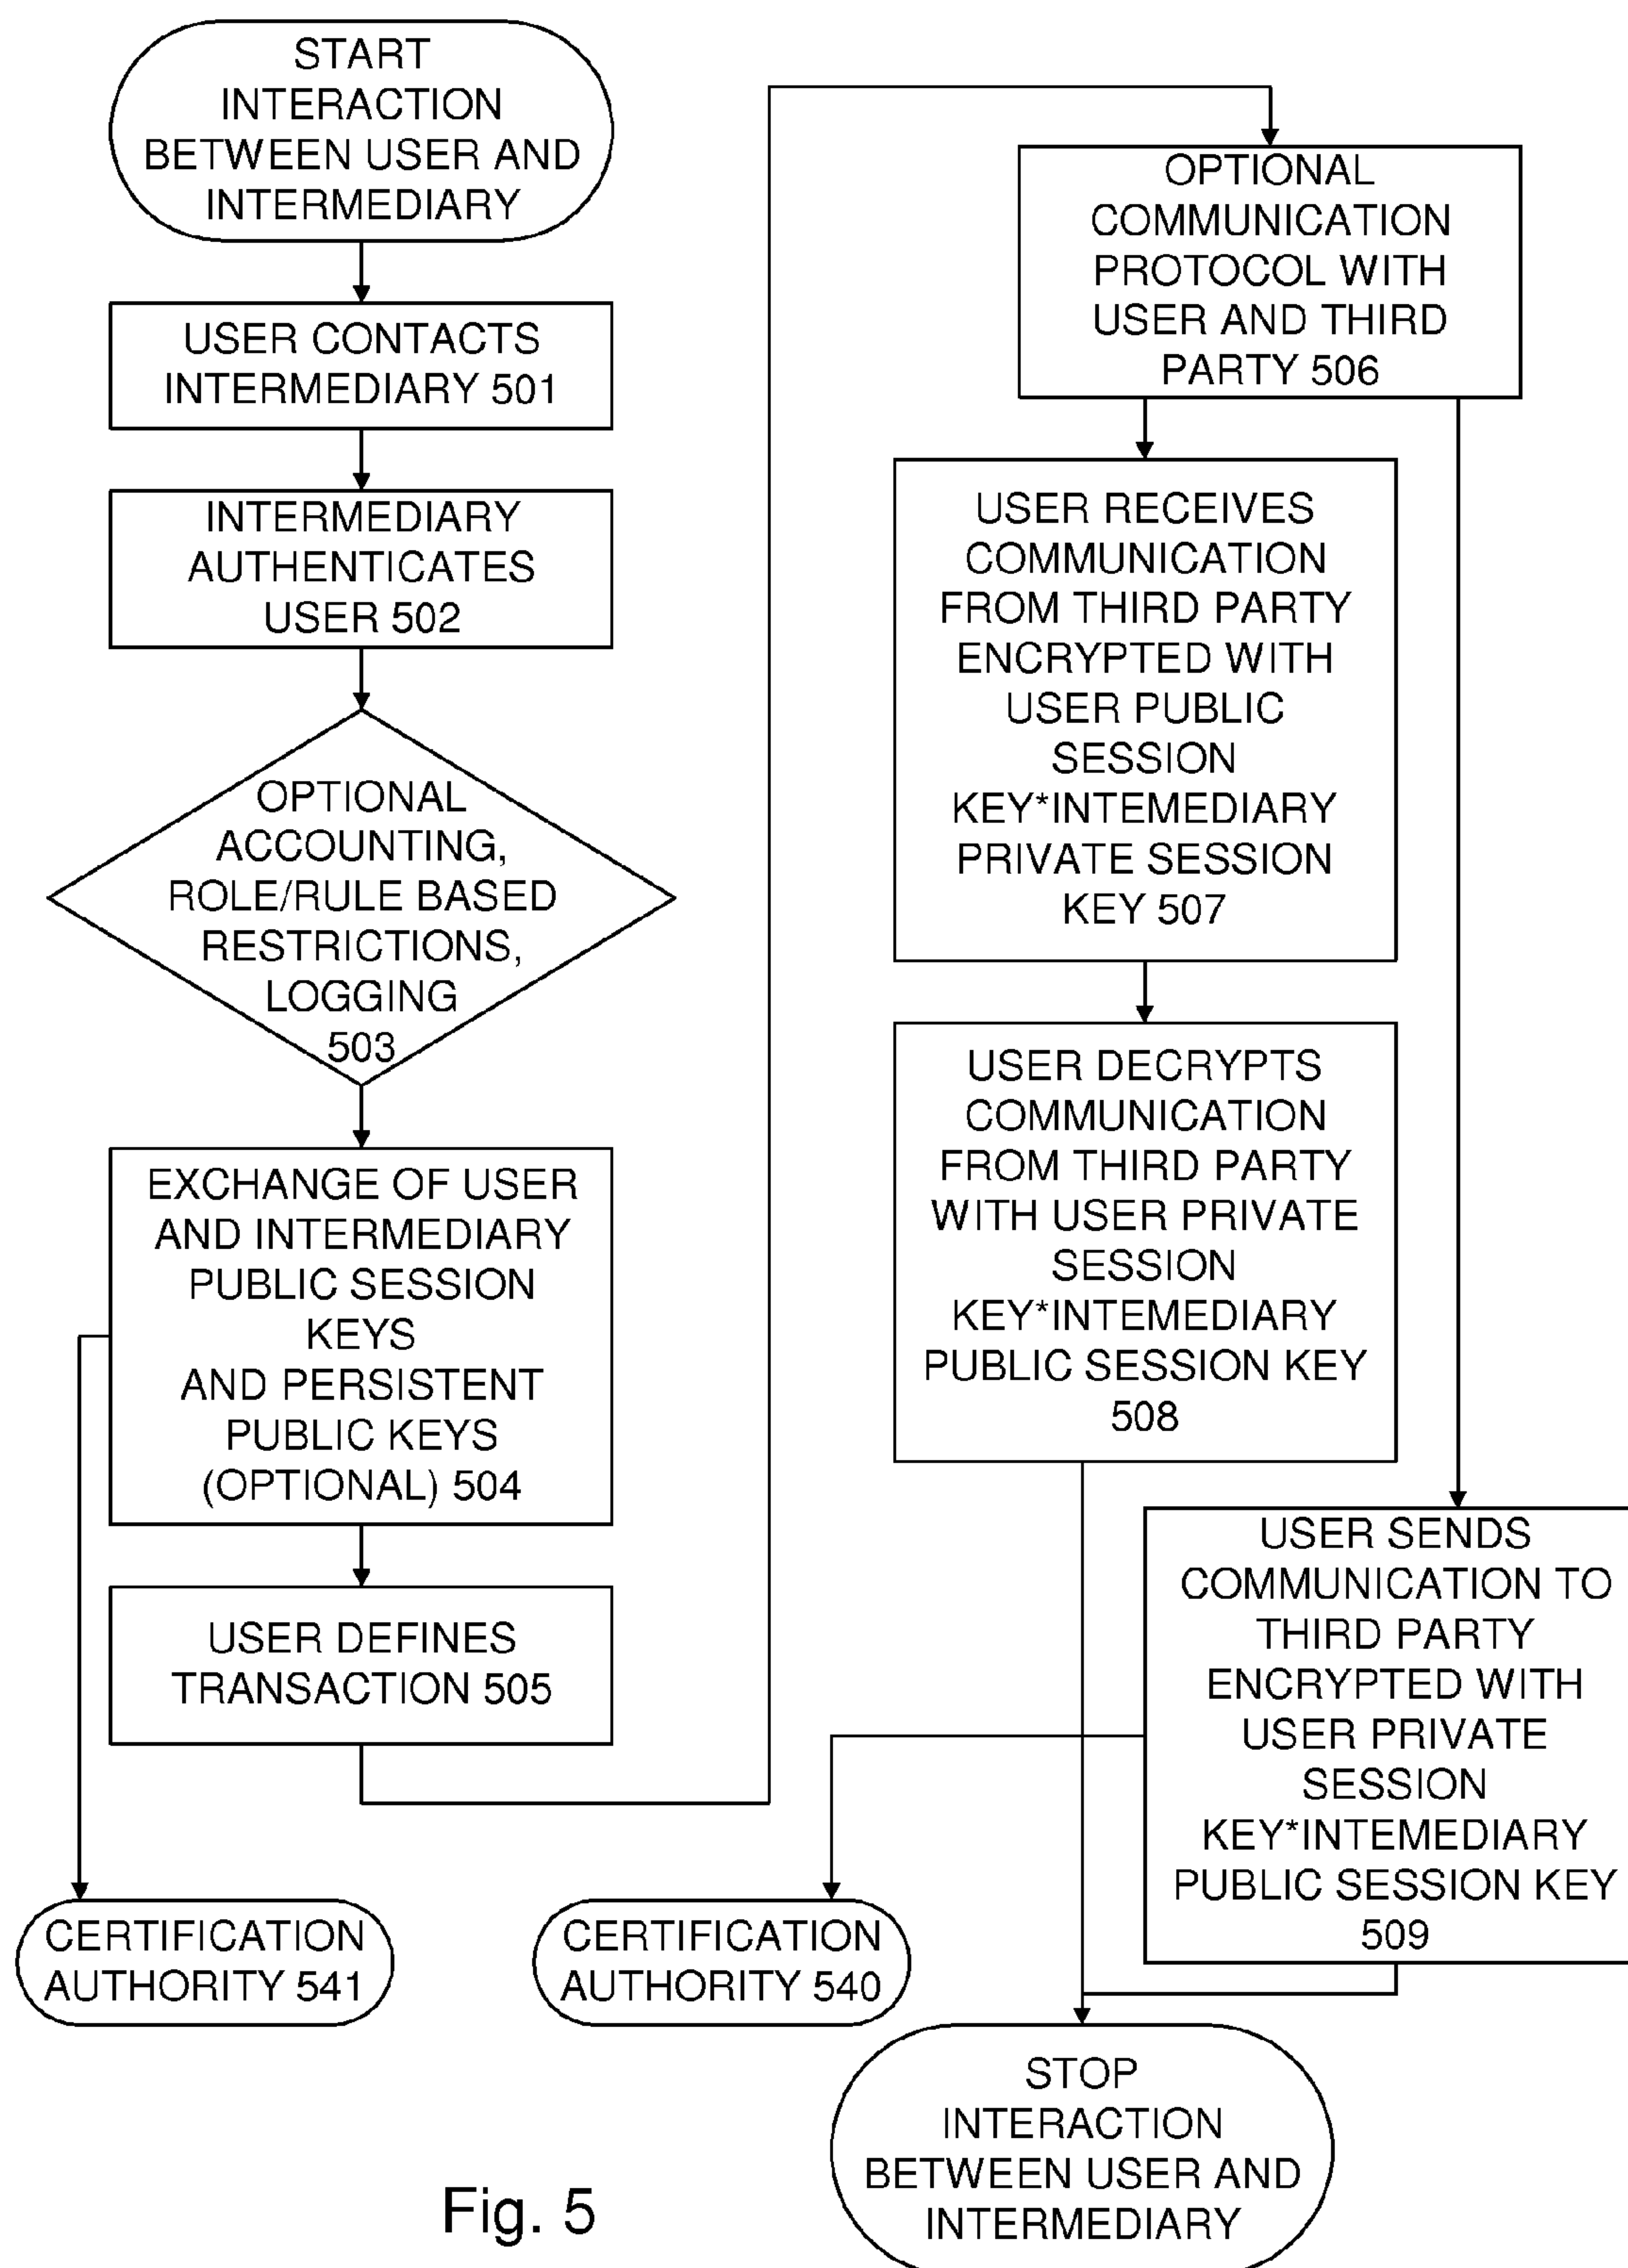 START
INTERACTION
BETWEEN USER AND
INTERMEDIARY
USER CONTACTS
INTERMEDIARY 501
INTERMEDIARY
AUTHENTICATES
USER 502
OPTIONAL
ACCOUNTING,
ROLE/RULE BASED
RESTRICTIONS,
LOGGING
503
EXCHANGE OF USER
AND INTERMEDIARY
PUBLIC SESSION
KEYS
AND PERSISTENT
PUBLIC KEYS
(OPTIONAL) 504
USER DEFINES
TRANSACTION 505
CERTIFICATION
AUTHORITY 541
OPTIONAL
COMMUNICATION
PROTOCOL WITH
USER AND THIRD
PARTY 506
USER RECEIVES
COMMUNICATION
FROM THIRD PARTY
ENCRYPTED WITH
USER PUBLIC
SESSION
KEY*INTEMEDIARY
PRIVATE SESSION
KEY 507
USER DECRYPTS
COMMUNICATION
FROM THIRD PARTY
WITH USER PRIVATE
SESSION
KEY*INTEMEDIARY
PUBLIC SESSION KEY
508
USER SENDS
COMMUNICATION TO
THIRD PARTY
ENCRYPTED WITH
USER PRIVATE
SESSION
KEY*INTEMEDIARY
PUBLIC SESSION KEY
509
CERTIFICATION
AUTHORITY 540
STOP
INTERACTION
BETWEEN USER AND
INTERMEDIARY
Fig. 5